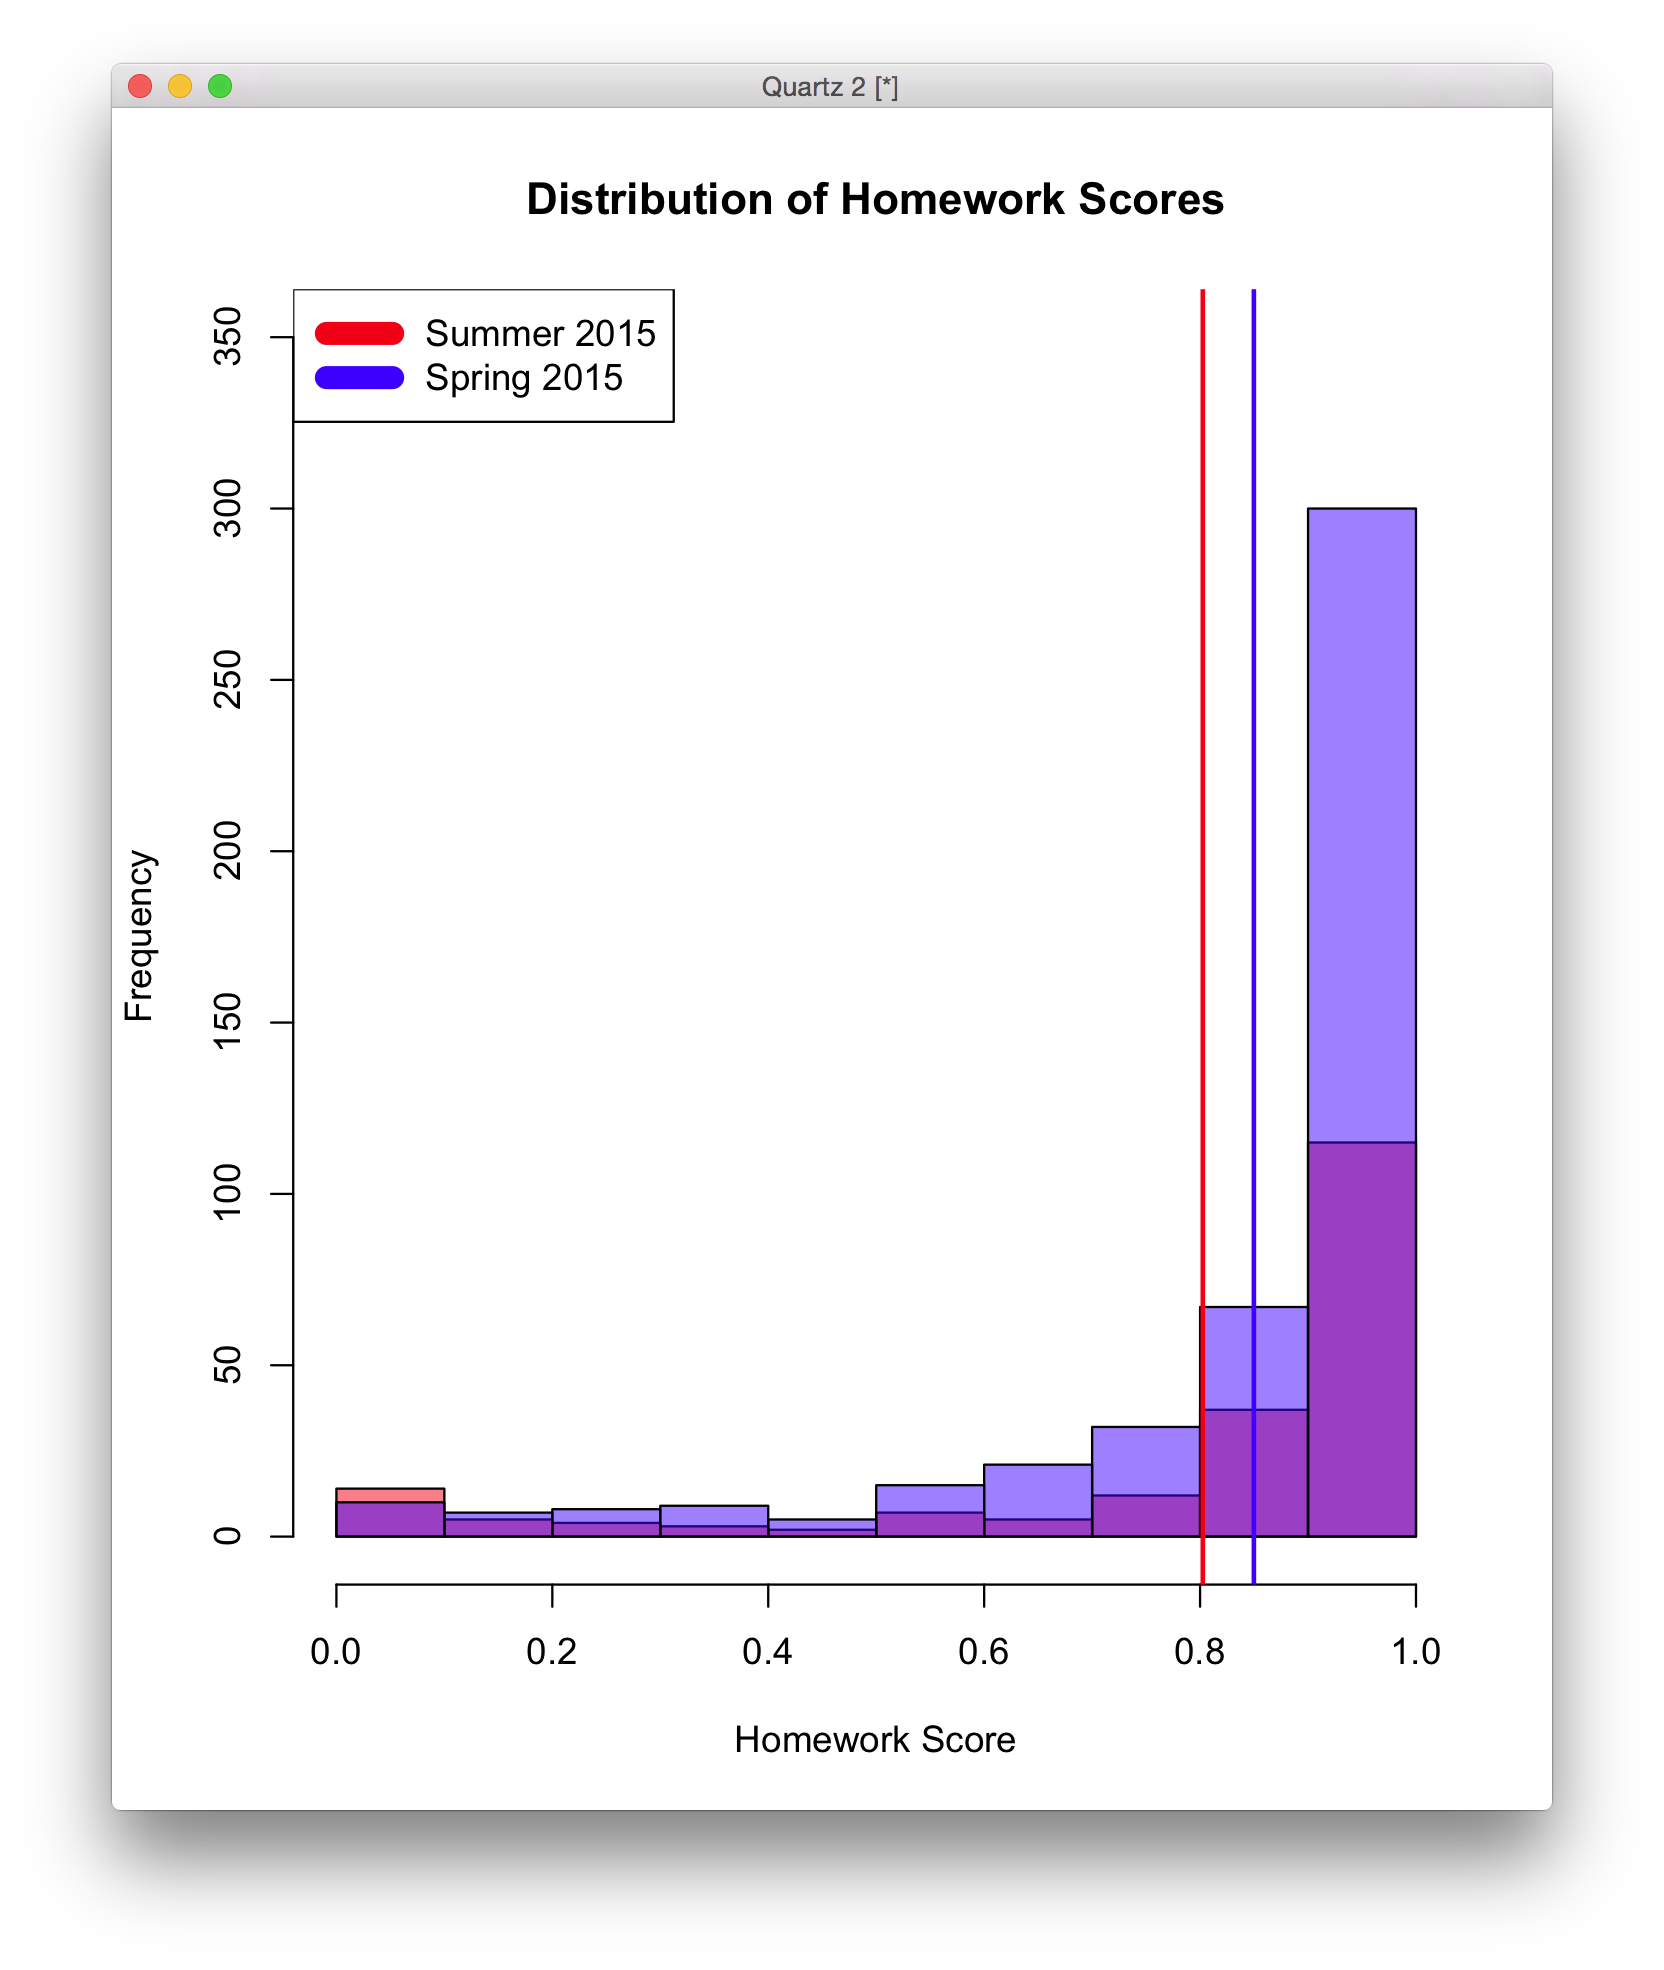 Quartz 2 [*]
Distribution of Homework Scores
Summer 2015
Spring 2015
350
300
250
200
150
100
50
0
Frequency
0.0 0.2 0.4 0.6 0.8 1.0
Homework Score